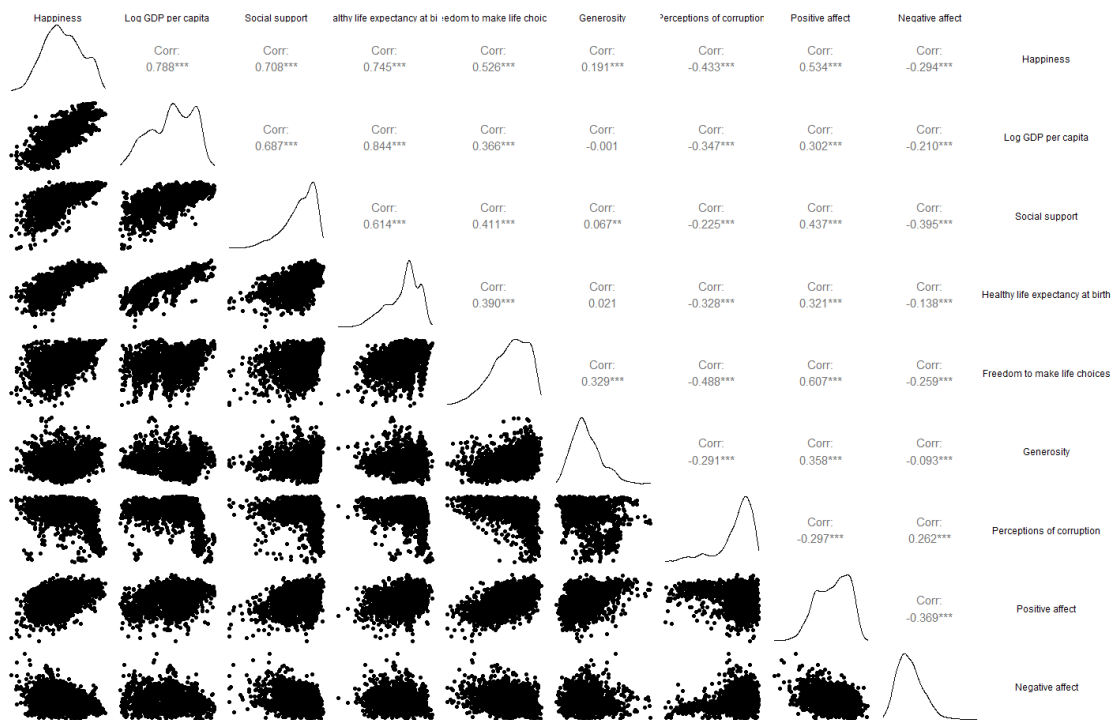 Happiness Log GDP per capita Social support althy life expectancy at bi edom to make life choic Generosity Perceptions of corruption Positive affect Negative affect
Corr: Corr: Corr: Corr: Corr: Corr: Corr: Corr:
0.788*** 0.708*** 0.745*** 0.526*** 0.191*** -0.433*** 0.534*** -0.294***
Happiness
Corr: Corr: Corr: Corr: Corr: Corr: Corr:
0.687*** 0.844*** 0.366*** -0.001 -0.347*** 0.302*** -0.210***
Log GDP per capita
Corr: Corr: Corr: Corr: Corr: Corr:
0.614*** 0.411*** 0.067** -0.225*** 0.437*** -0.395***
Social support
Corr: Corr: Corr: Corr: Corr:
0.390*** 0.021 -0.328*** 0.321*** -0.138***
Healthy life expectancy at birth
Corr: Corr: Corr: Corr:
0.329*** -0.488*** 0.607*** -0.259***
Freedom to make life choices
Corr: Corr: Corr:
-0.291*** 0.358*** -0.093***
Generosity
Corr: Corr:
-0.297*** 0.262***
Perceptions of corruption
Corr:
-0.369***
Positive affect
Negative affect